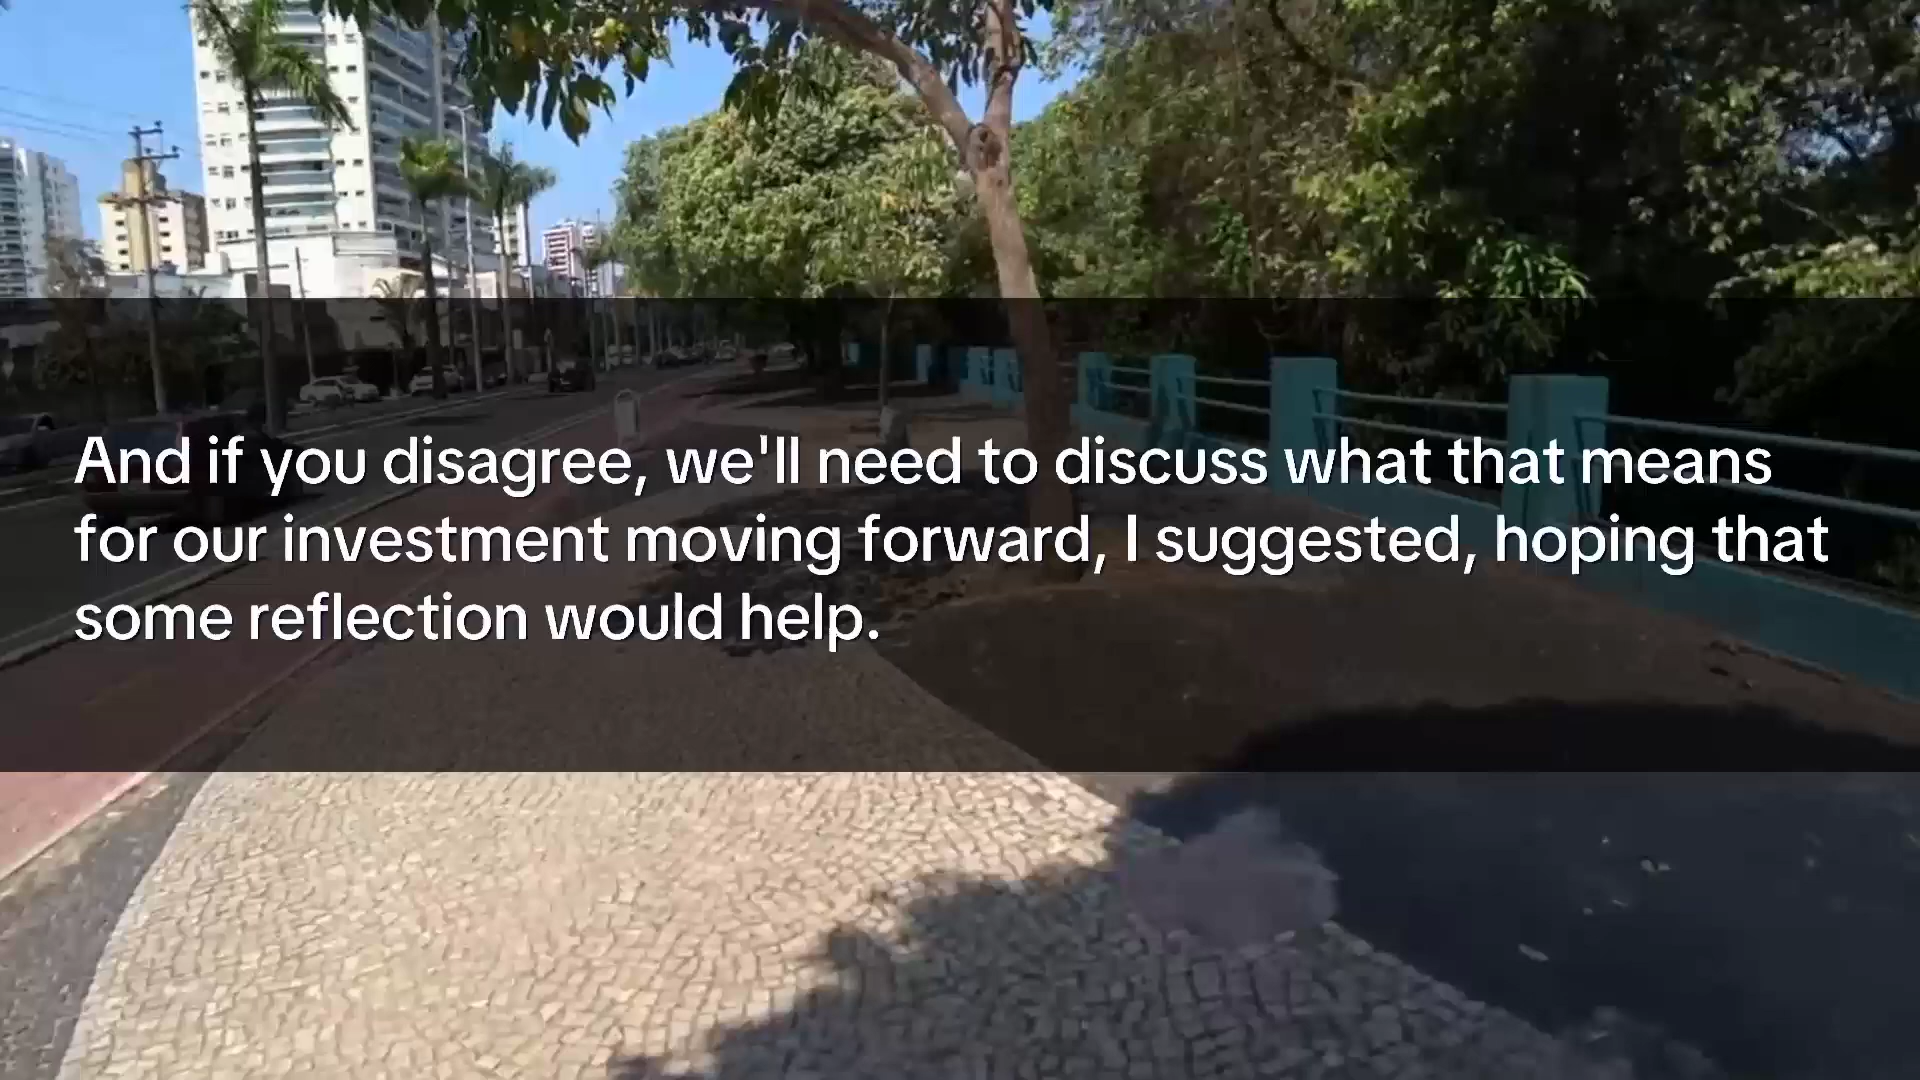 And if you disagree, we'll need to discuss what that means
for our investment moving forward, I suggested, hoping that
some reflection would help.